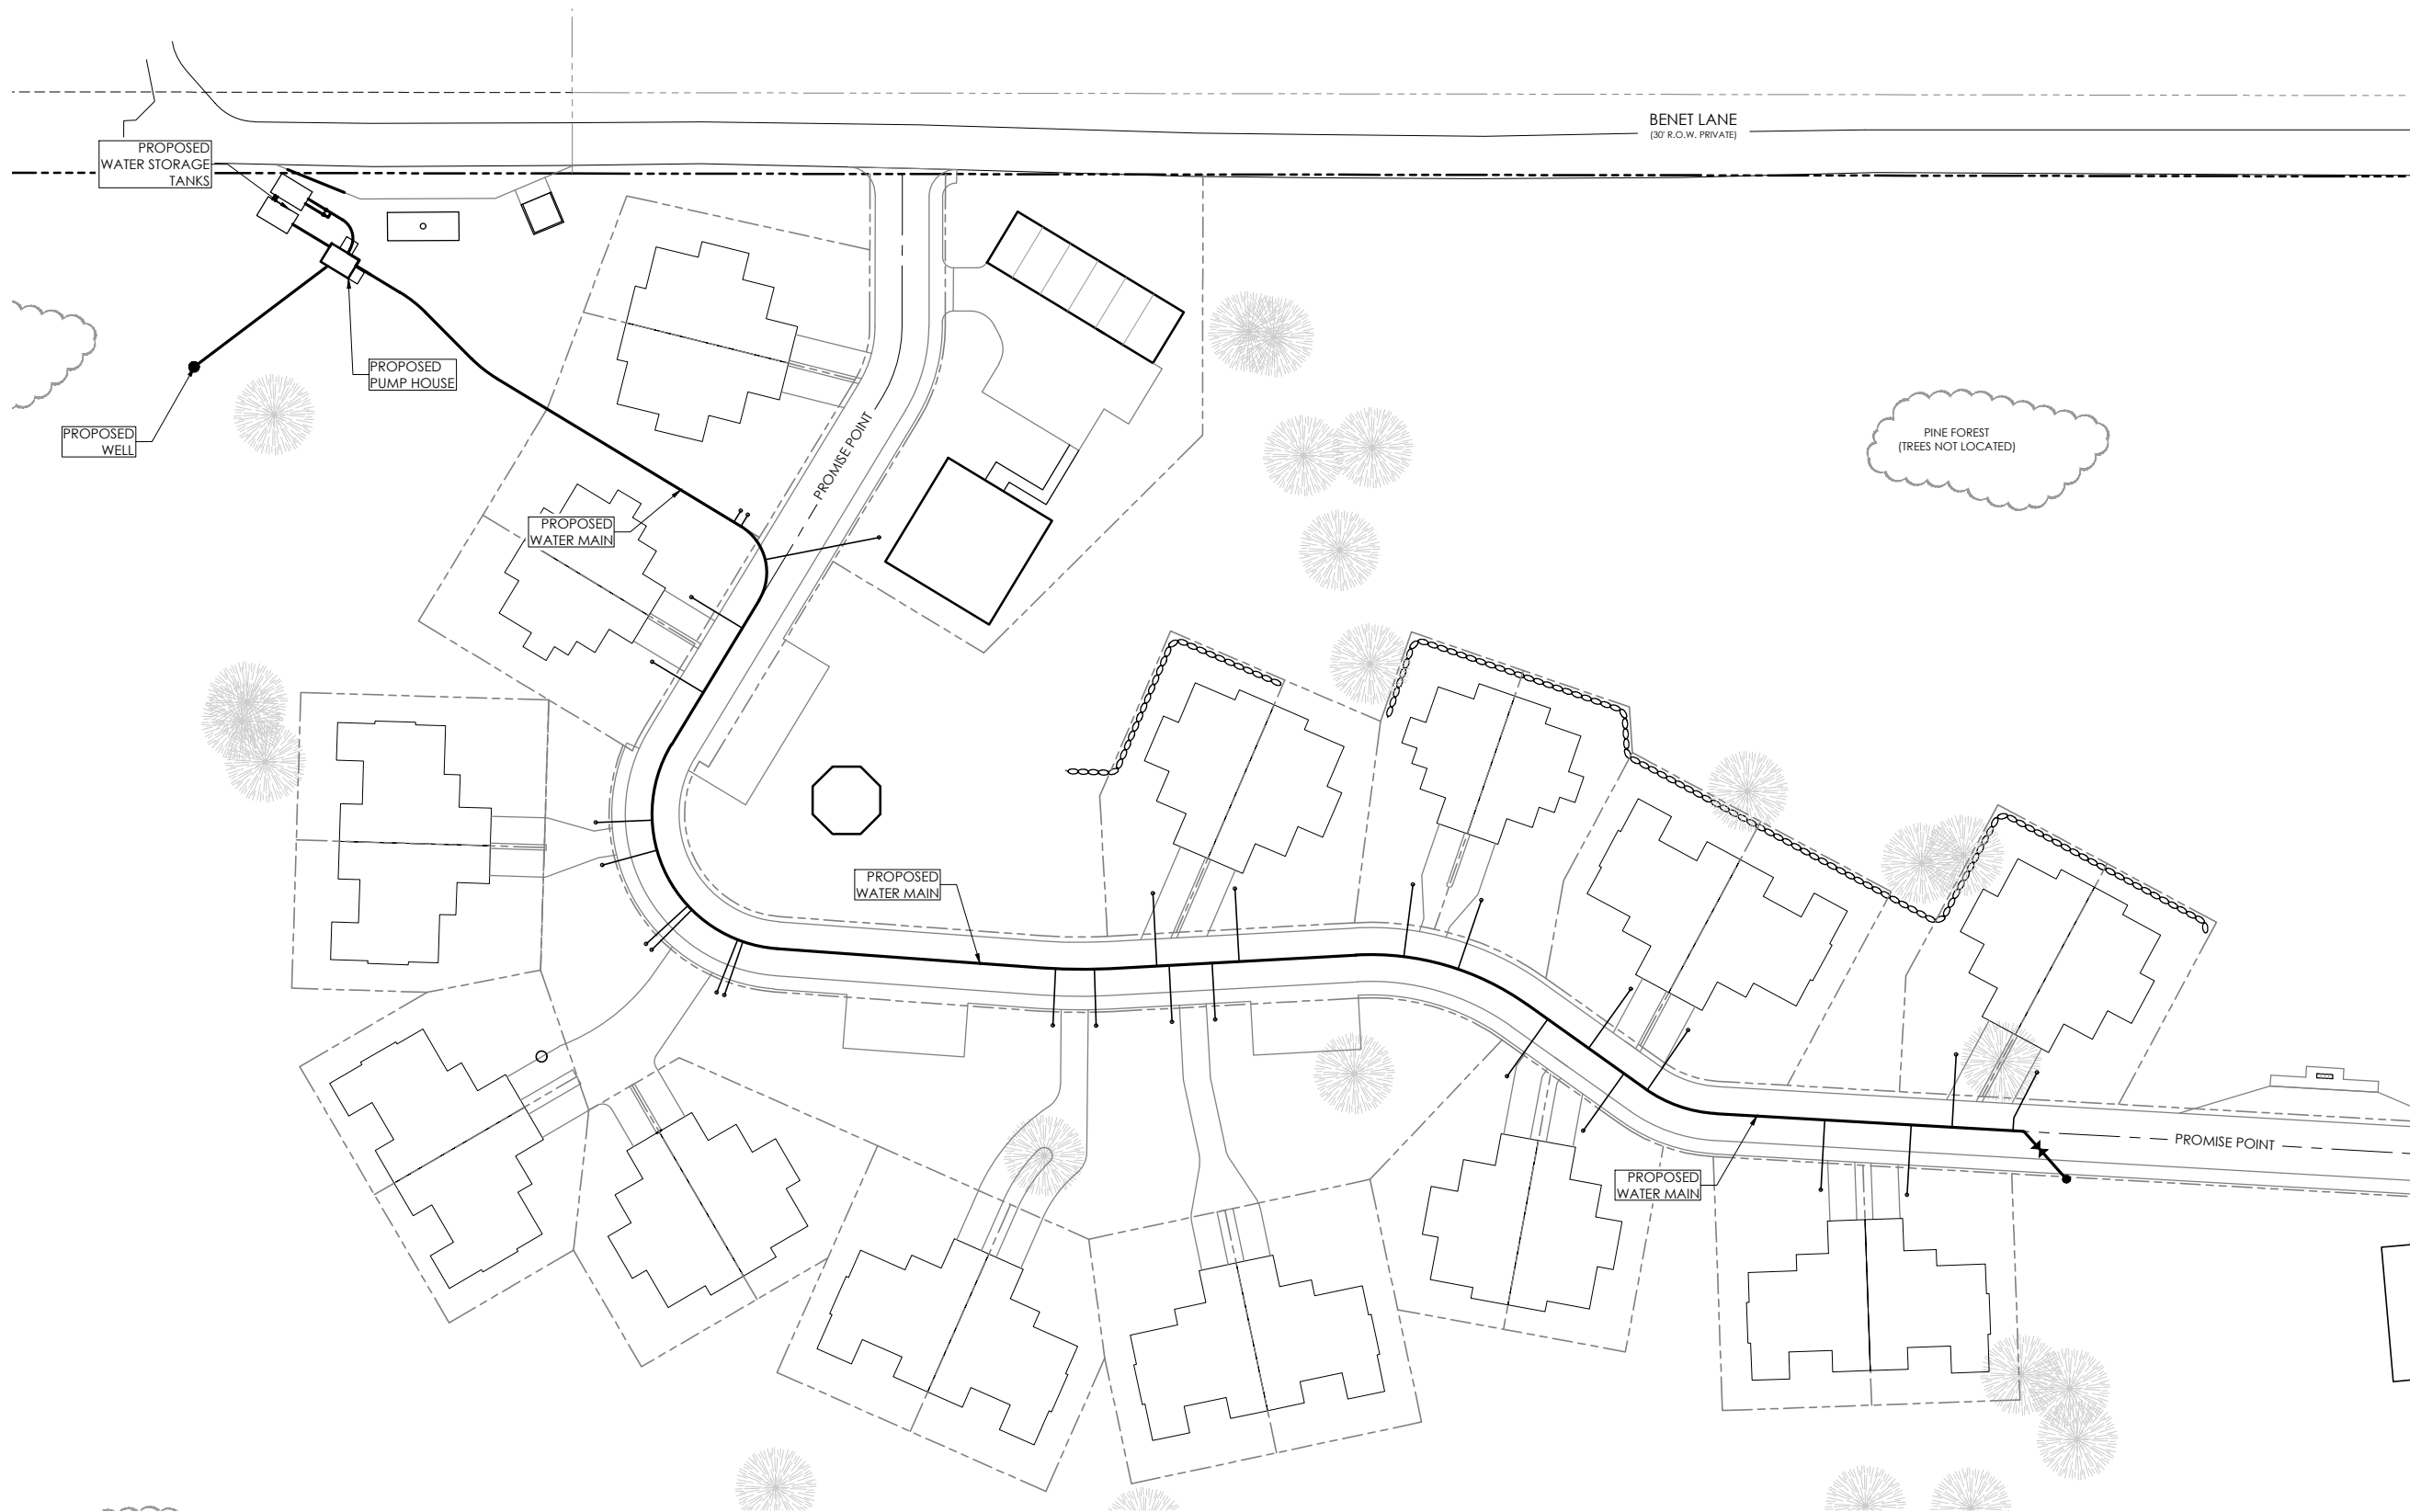 BENET LANE
(30' R.O.W. PRIVATE)
PROPOSED
WATER STORAGE
TANKS
PROPOSED
PUMP HOUSE
PROPOSED
WELL
PROMISE POINT
PINE FOREST
(TREES NOT LOCATED)
PROPOSED
WATER MAIN
PROPOSED
WATER MAIN
PROMISE POINT
PROPOSED
WATER MAIN